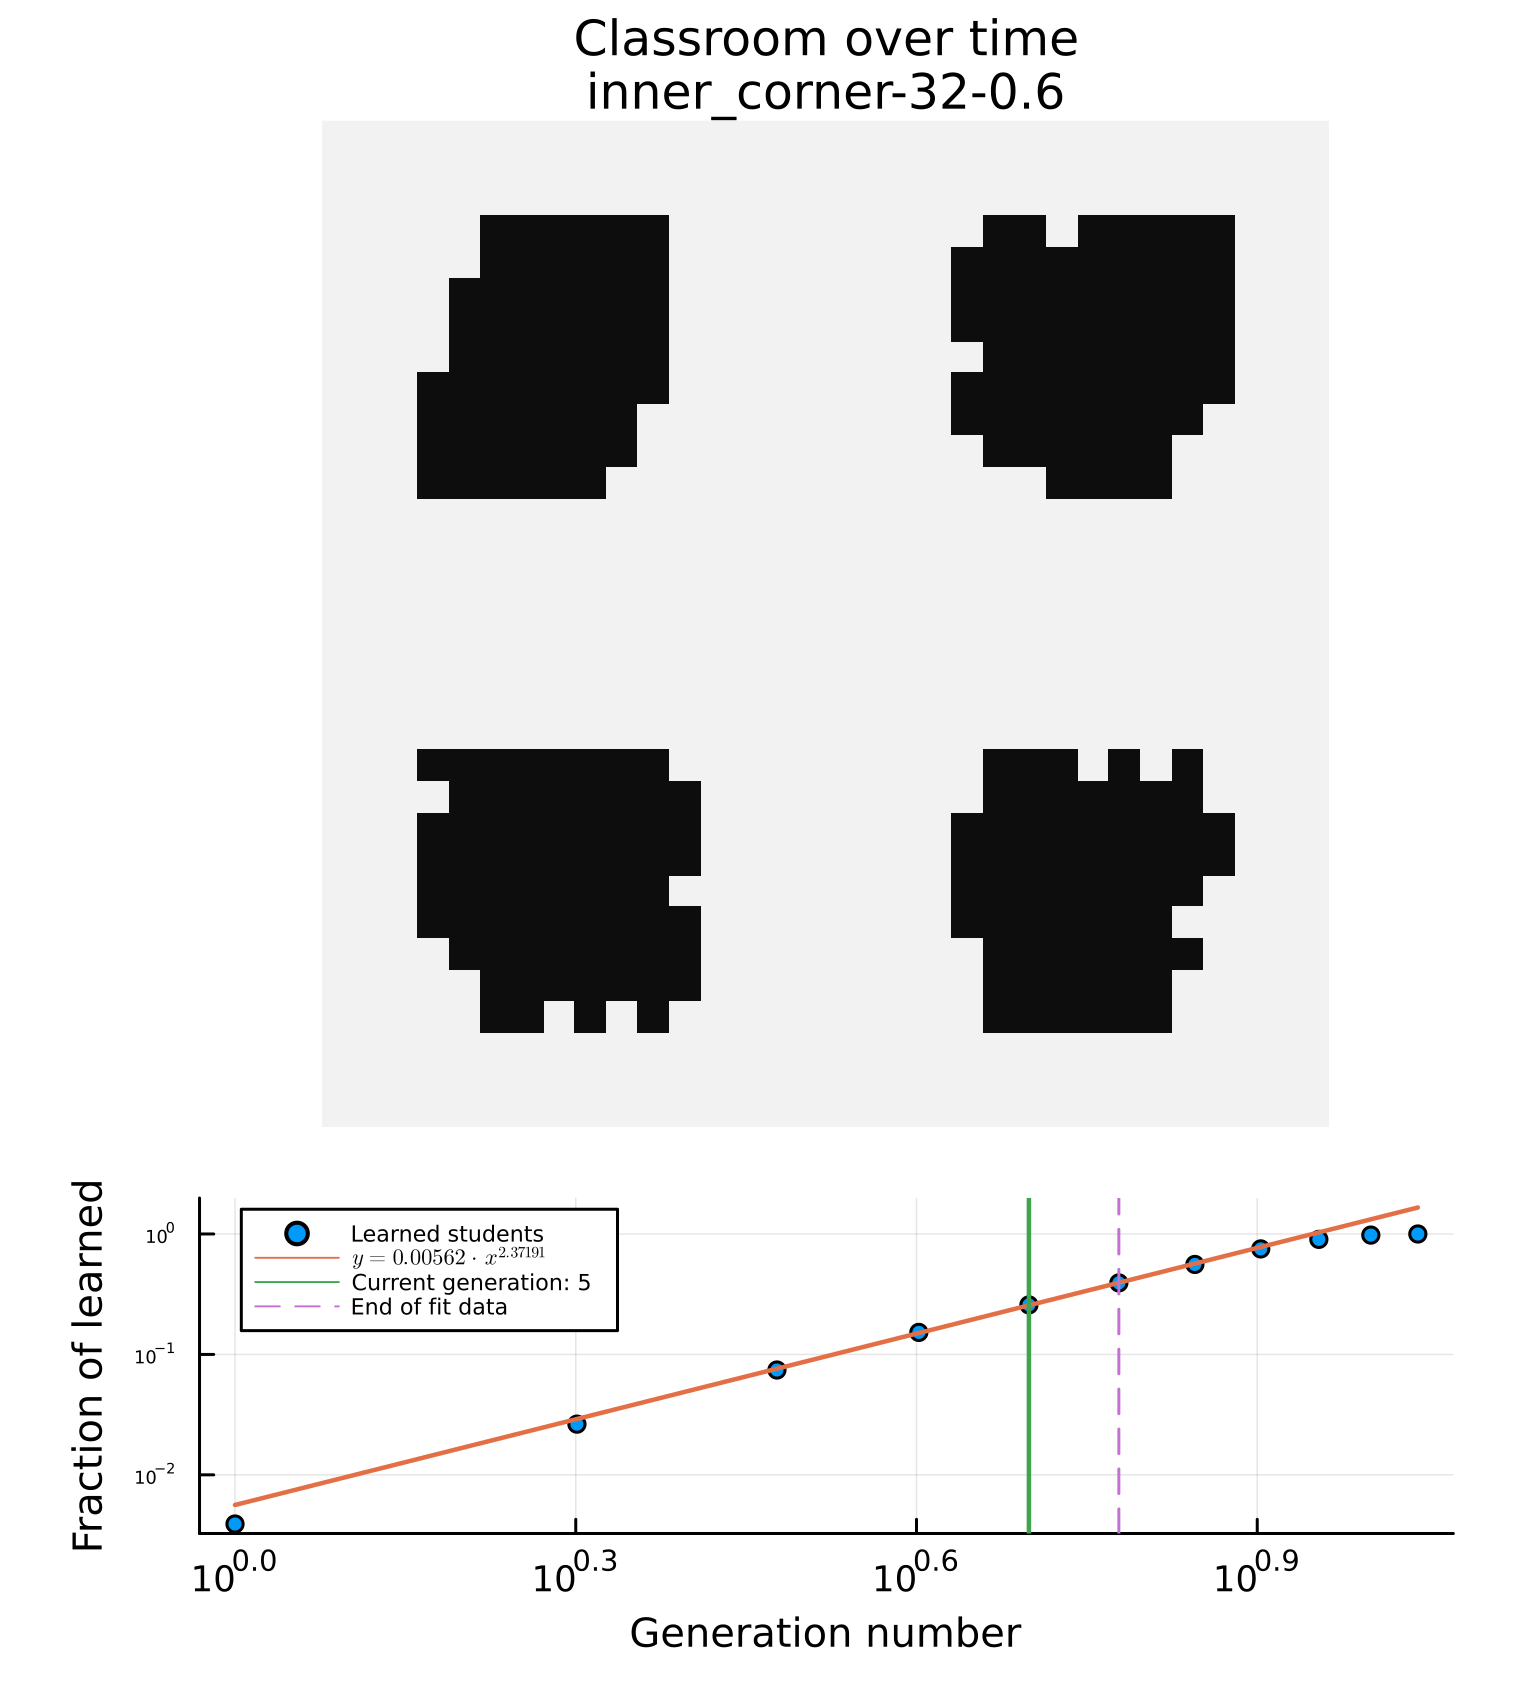 Classroom over time
inner_corner-32-0.6
Fraction of learned
10^0
10^-1
10^-2
Learned students
y = 0.00562 · x^2.37191
Current generation: 5
End of fit data
10^0.0 10^0.3 10^0.6 10^0.9
Generation number